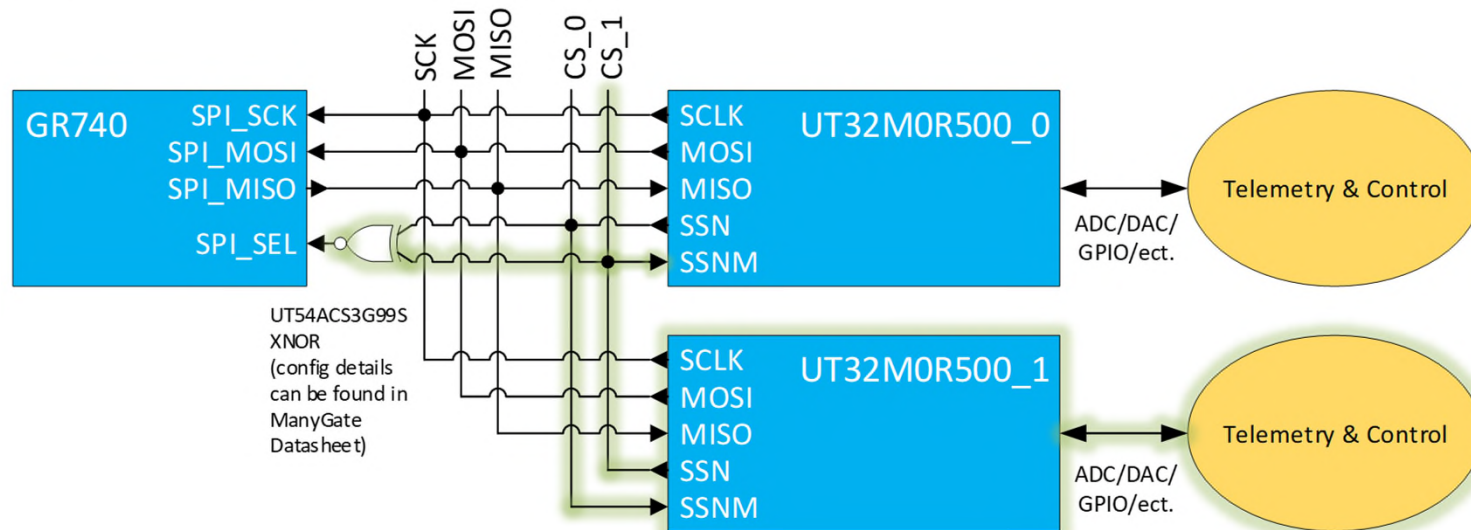 SCK
MOSI
MISO
CS_0
CS_1
GR740
SPI_SCK
SPI_MOSI
SPI_MISO
SPI_SEL
SCLK
MOSI
MISO
SSN
SSNM
UT32M0R500_0
ADC/DAC/
GPIO/ect.
Telemetry & Control
UT54ACS3G99S
XNOR
(config details
can be found in
ManyGate
Datasheet)
SCLK
MOSI
MISO
SSN
SSNM
UT32M0R500_1
ADC/DAC/
GPIO/ect.
Telemetry & Control